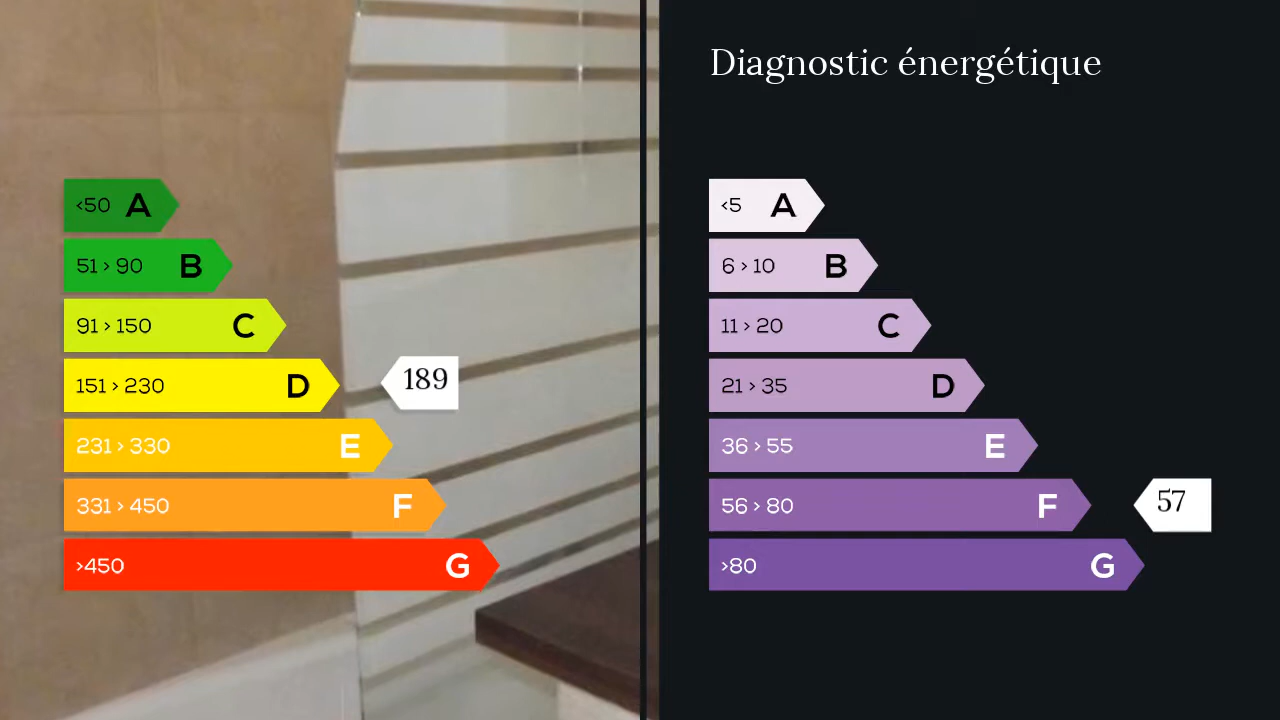 Diagnostic énergétique
<50 A
51 > 90 B
91 > 150 C
151 > 230 D
189
231 > 330 E
331 > 450 F
>450 G
<5 A
6 > 10 B
11 > 20 C
21 > 35 D
36 > 55 E
56 > 80 F
57
>80 G